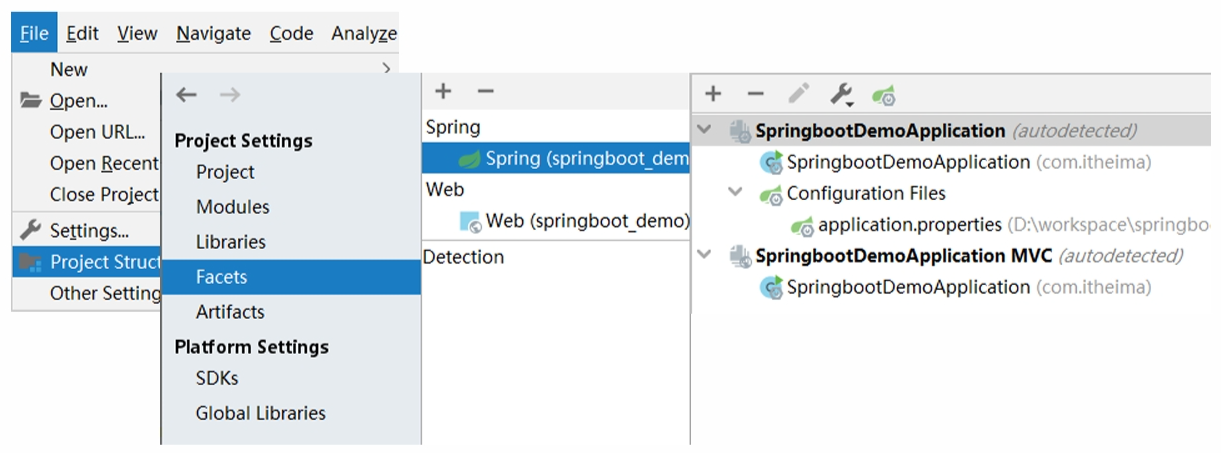 File Edit View Navigate Code Analyze
New
Open...
Open URL...
Open Recent
Close Project
Settings...
Project Struct
Other Setting
Project Settings
Project
Modules
Libraries
Facets
Artifacts
Platform Settings
SDKs
Global Libraries
Spring
Spring (springboot_dem
Web
Web (springboot_demo)
Detection
SpringbootDemoApplication (autodetected)
SpringbootDemoApplication (com.itheima)
Configuration Files
application.properties (D:\workspace\springbo
SpringbootDemoApplication MVC (autodetected)
SpringbootDemoApplication (com.itheima)